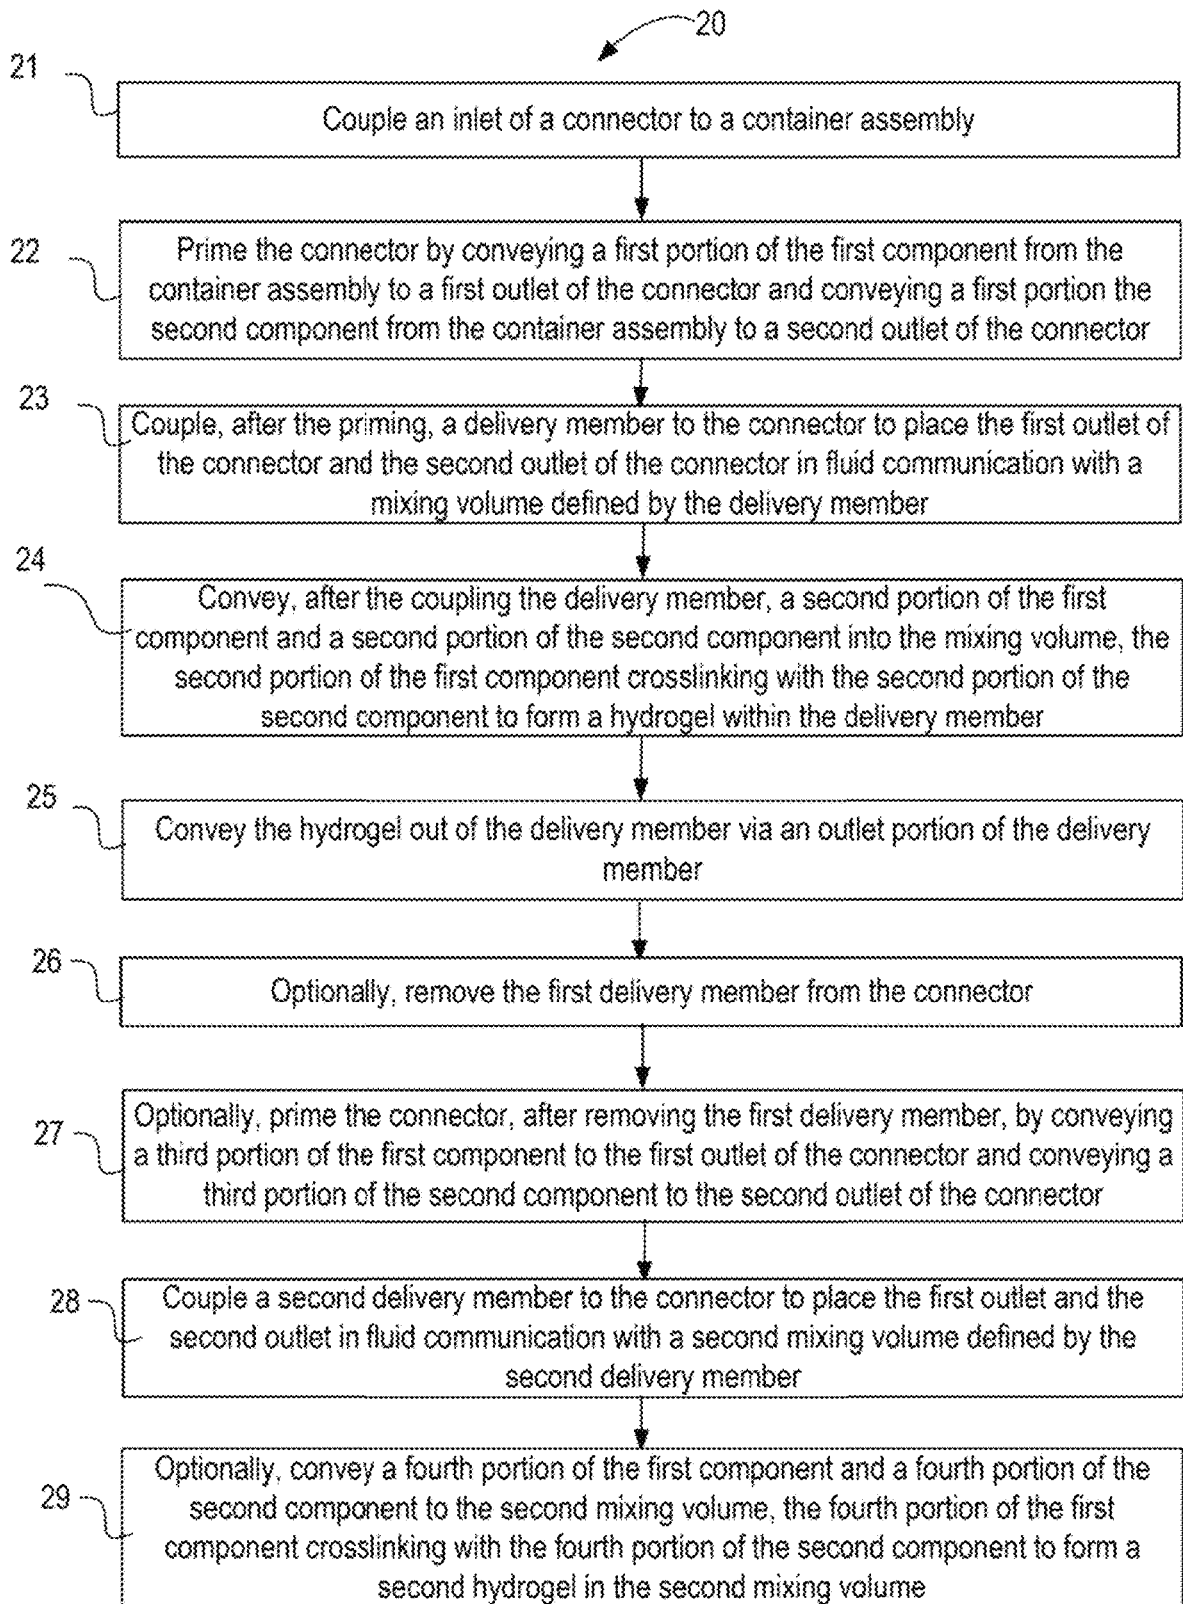 20
21
Couple an inlet of a connector to a container assembly
22
Prime the connector by conveying a first portion of the first component from the
container assembly to a first outlet of the connector and conveying a first portion the
second component from the container assembly to a second outlet of the connector
23
Couple, after the priming, a delivery member to the connector to place the first outlet of
the connector and the second outlet of the connector in fluid communication with a
mixing volume defined by the delivery member
24
Convey, after the coupling the delivery member, a second portion of the first
component and a second portion of the second component into the mixing volume, the
second portion of the first component crosslinking with the second portion of the
second component to form a hydrogel within the delivery member
25
Convey the hydrogel out of the delivery member via an outlet portion of the delivery
member
26
Optionally, remove the first delivery member from the connector
27
Optionally, prime the connector, after removing the first delivery member, by conveying
a third portion of the first component to the first outlet of the connector and conveying a
third portion of the second component to the second outlet of the connector
28
Couple a second delivery member to the connector to place the first outlet and the
second outlet in fluid communication with a second mixing volume defined by the
second delivery member
29
Optionally, convey a fourth portion of the first component and a fourth portion of the
second component to the second mixing volume, the fourth portion of the first
component crosslinking with the fourth portion of the second component to form a
second hydrogel in the second mixing volume